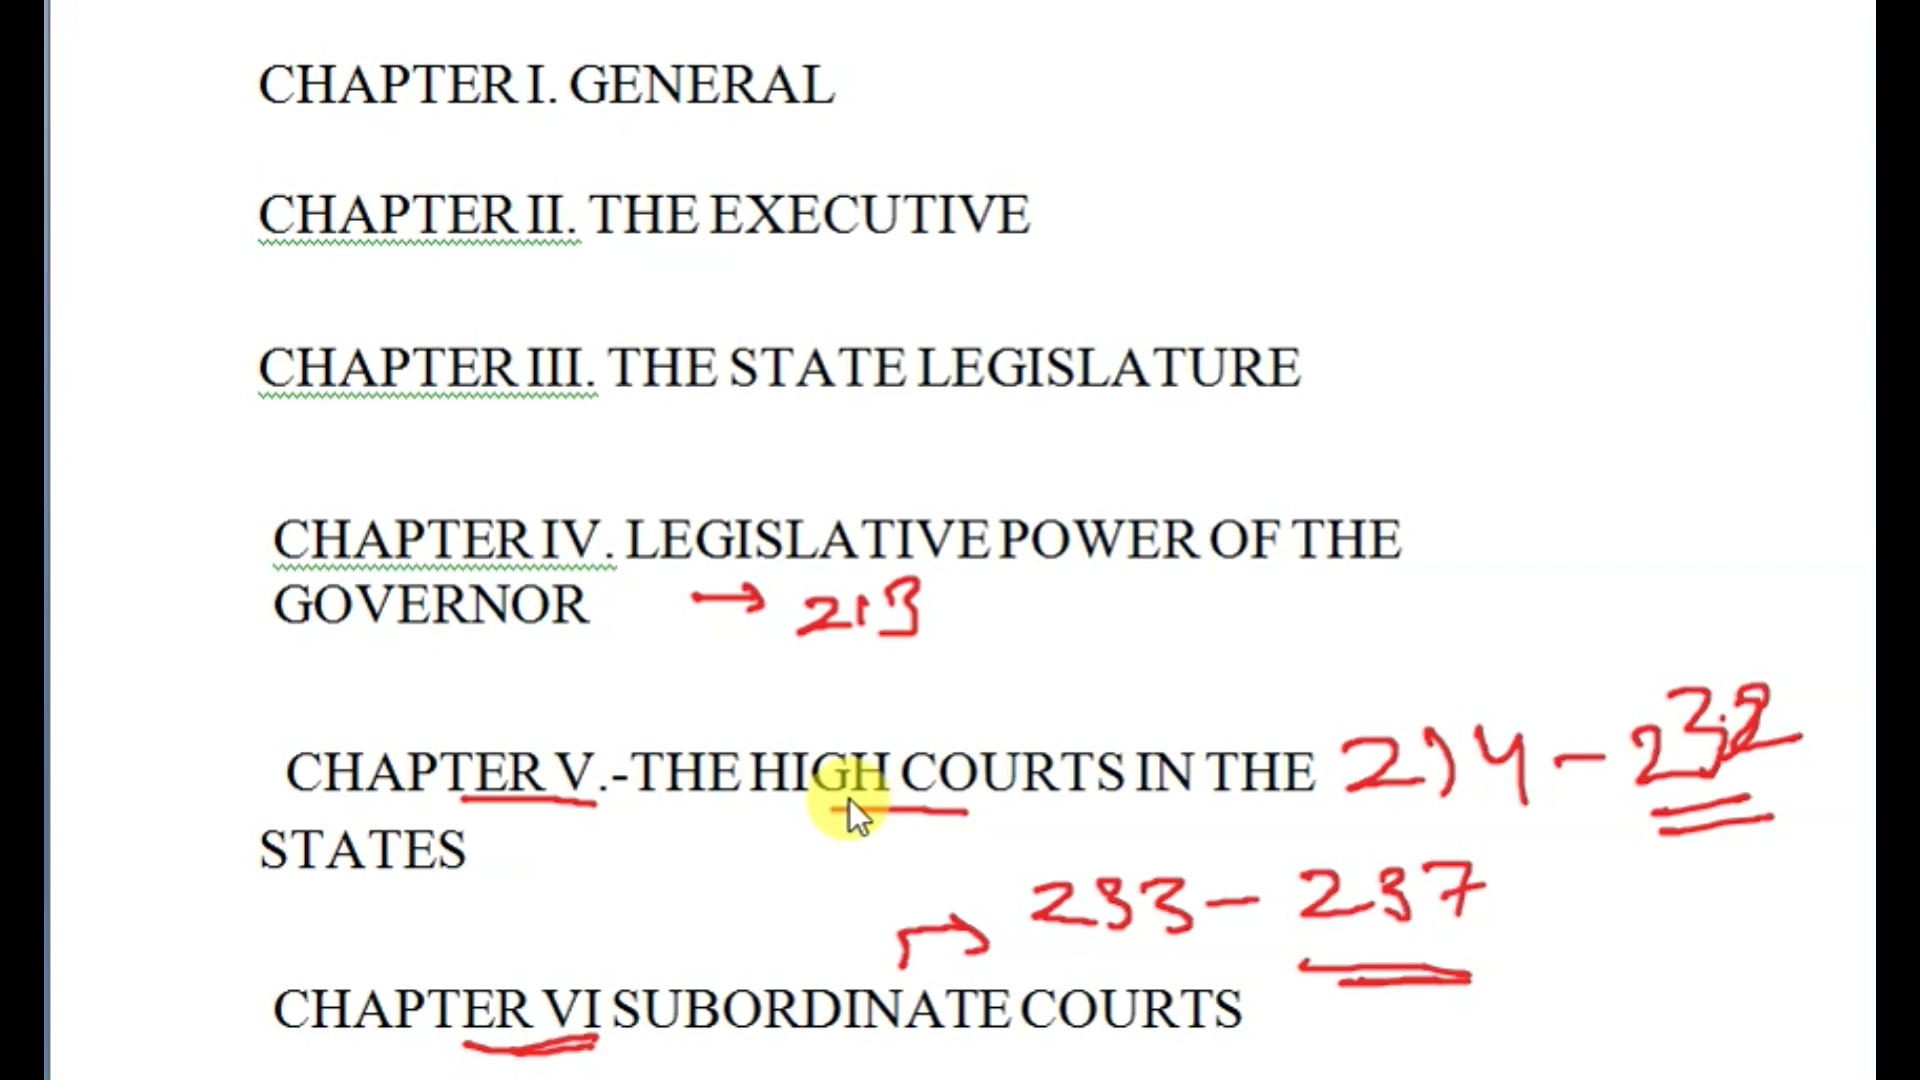 CHAPTER I. GENERAL
CHAPTER II. THE EXECUTIVE
CHAPTER III. THE STATE LEGISLATURE
CHAPTER IV. LEGISLATIVE POWER OF THE
GOVERNOR → 213
CHAPTER V.-THE HIGH COURTS IN THE 214 - 232
STATES
233 - 237
CHAPTER VI SUBORDINATE COURTS